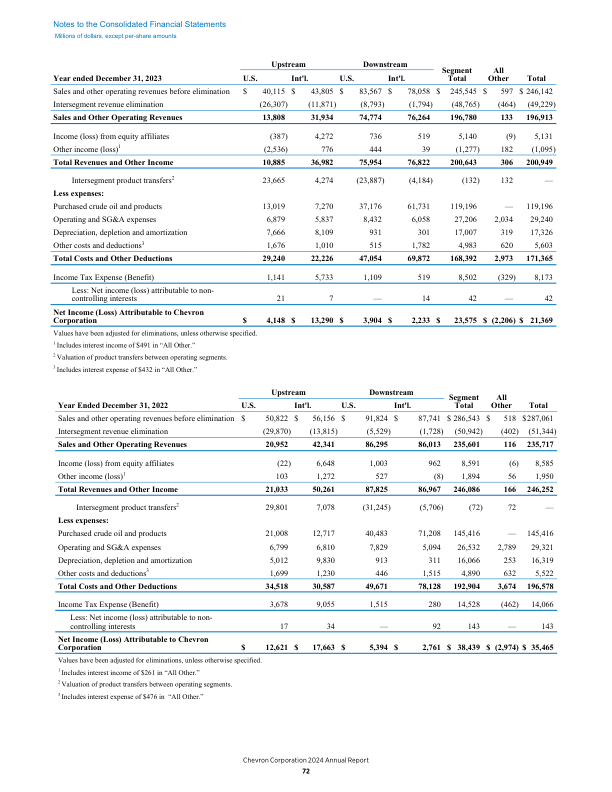 Notes to the Consolidated Financial Statements
Millions of dollars, except per-share amounts
Upstream Downstream
Year ended December 31, 2023 U.S. Int'l. U.S. Int'l. Segment Total All Other Total
Sales and other operating revenues before elimination $ 40,115 $ 43,805 $ 83,567 $ 78,058 $ 245,545 $ 597 $ 246,142
Intersegment revenue elimination (26,307) (11,871) (8,793) (1,794) (48,765) (464) (49,229)
Sales and Other Operating Revenues 13,808 31,934 74,774 76,264 196,780 133 196,913
Income (loss) from equity affiliates (387) 4,272 736 519 5,140 (9) 5,131
Other income (loss)1 (2,536) 776 444 39 (1,277) 182 (1,095)
Total Revenues and Other Income 10,885 36,982 75,954 76,822 200,643 306 200,949
Intersegment product transfers2 23,665 4,274 (23,887) (4,184) (132) 132 —
Less expenses:
Purchased crude oil and products 13,019 7,270 37,176 61,731 119,196 — 119,196
Operating and SG&A expenses 6,879 5,837 8,432 6,058 27,206 2,034 29,240
Depreciation, depletion and amortization 7,666 8,109 931 301 17,007 319 17,326
Other costs and deductions3 1,676 1,010 515 1,782 4,983 620 5,603
Total Costs and Other Deductions 29,240 22,226 47,054 69,872 168,392 2,973 171,365
Income Tax Expense (Benefit) 1,141 5,733 1,109 519 8,502 (329) 8,173
Less: Net income (loss) attributable to non-
controlling interests 21 7 — 14 42 — 42
Net Income (Loss) Attributable to Chevron
Corporation $ 4,148 $ 13,290 $ 3,904 $ 2,233 $ 23,575 $ (2,206) $ 21,369
Values have been adjusted for eliminations, unless otherwise specified.
1 Includes interest income of $491 in “All Other.”
2 Valuation of product transfers between operating segments.
3 Includes interest expense of $432 in “All Other.”
Upstream Downstream
Year Ended December 31, 2022 U.S. Int'l. U.S. Int'l. Segment Total All Other Total
Sales and other operating revenues before elimination $ 50,822 $ 56,156 $ 91,824 $ 87,741 $ 286,543 $ 518 $287,061
Intersegment revenue elimination (29,870) (13,815) (5,529) (1,728) (50,942) (402) (51,344)
Sales and Other Operating Revenues 20,952 42,341 86,295 86,013 235,601 116 235,717
Income (loss) from equity affiliates (22) 6,648 1,003 962 8,591 (6) 8,585
Other income (loss)1 103 1,272 527 (8) 1,894 56 1,950
Total Revenues and Other Income 21,033 50,261 87,825 86,967 246,086 166 246,252
Intersegment product transfers2 29,801 7,078 (31,245) (5,706) (72) 72 —
Less expenses:
Purchased crude oil and products 21,008 12,717 40,483 71,208 145,416 — 145,416
Operating and SG&A expenses 6,799 6,810 7,829 5,094 26,532 2,789 29,321
Depreciation, depletion and amortization 5,012 9,830 913 311 16,066 253 16,319
Other costs and deductions3 1,699 1,230 446 1,515 4,890 632 5,522
Total Costs and Other Deductions 34,518 30,587 49,671 78,128 192,904 3,674 196,578
Income Tax Expense (Benefit) 3,678 9,055 1,515 280 14,528 (462) 14,066
Less: Net income (loss) attributable to non-
controlling interests 17 34 — 92 143 — 143
Net Income (Loss) Attributable to Chevron
Corporation $ 12,621 $ 17,663 $ 5,394 $ 2,761 $ 38,439 $ (2,974) $ 35,465
Values have been adjusted for eliminations, unless otherwise specified.
1 Includes interest income of $261 in “All Other.”
2 Valuation of product transfers between operating segments.
3 Includes interest expense of $476 in “All Other.”
Chevron Corporation 2024 Annual Report
72